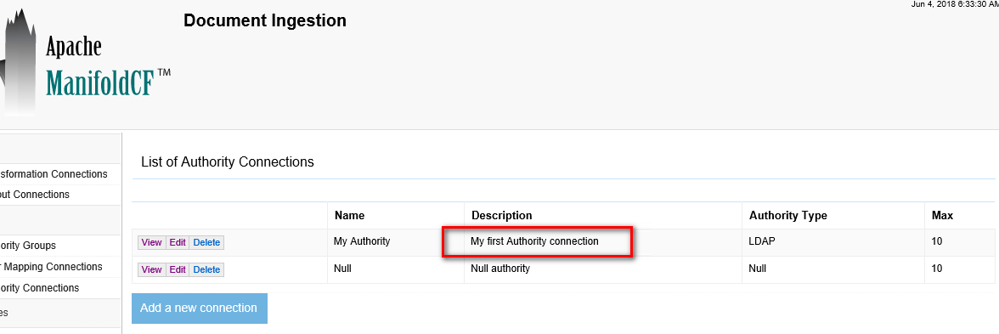 Jun 4, 2018 6:33:30 AM
Document Ingestion
Apache
ManifoldCF™
List of Authority Connections
sformation Connections
out Connections
ority Groups
r Mapping Connections
ority Connections
es
Name Description Authority Type Max
View Edit Delete My Authority My first Authority connection LDAP 10
View Edit Delete Null Null authority Null 10
Add a new connection